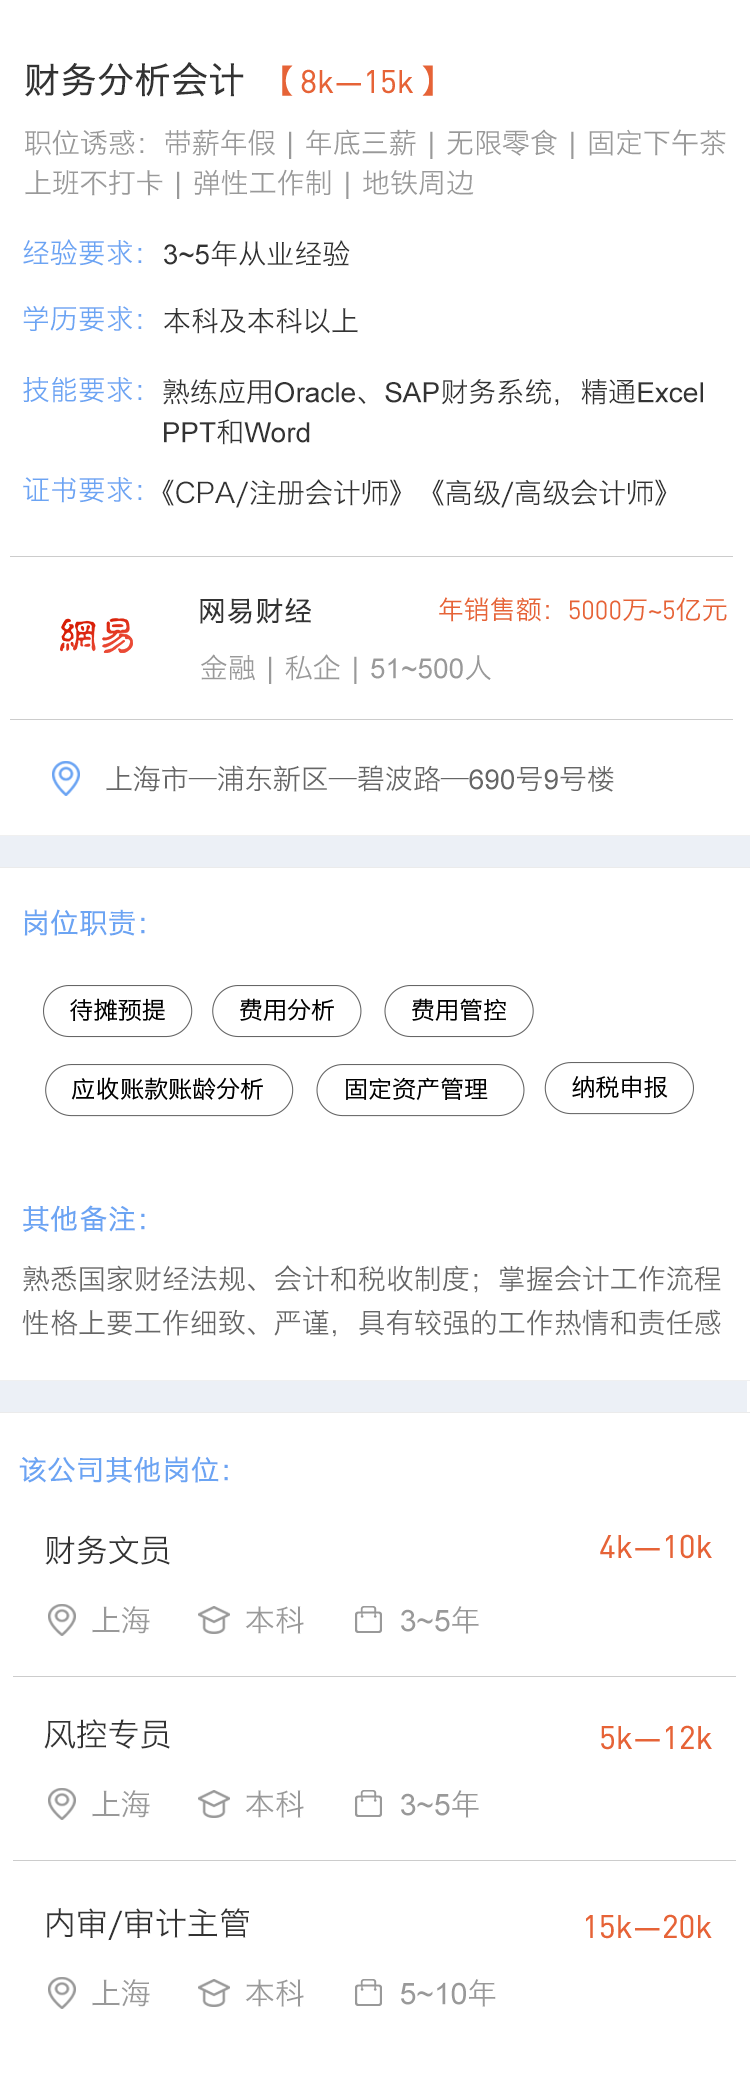 财务分析会计 【8k—15k】
职位诱惑：带薪年假 | 年底三薪 | 无限零食 | 固定下午茶
上班不打卡 | 弹性工作制 | 地铁周边
经验要求：3~5年从业经验
学历要求：本科及本科以上
技能要求：熟练应用Oracle、SAP财务系统，精通Excel
PPT和Word
证书要求：《CPA/注册会计师》《高级/高级会计师》
網易
网易财经 年销售额：5000万~5亿元
金融 | 私企 | 51~500人
上海市—浦东新区—碧波路—690号9号楼
岗位职责：
待摊预提 费用分析 费用管控
应收账款账龄分析 固定资产管理 纳税申报
其他备注：
熟悉国家财经法规、会计和税收制度；掌握会计工作流程
性格上要工作细致、严谨，具有较强的工作热情和责任感
该公司其他岗位：
财务文员 4k—10k
上海 本科 3~5年
风控专员 5k—12k
上海 本科 3~5年
内审/审计主管 15k—20k
上海 本科 5~10年